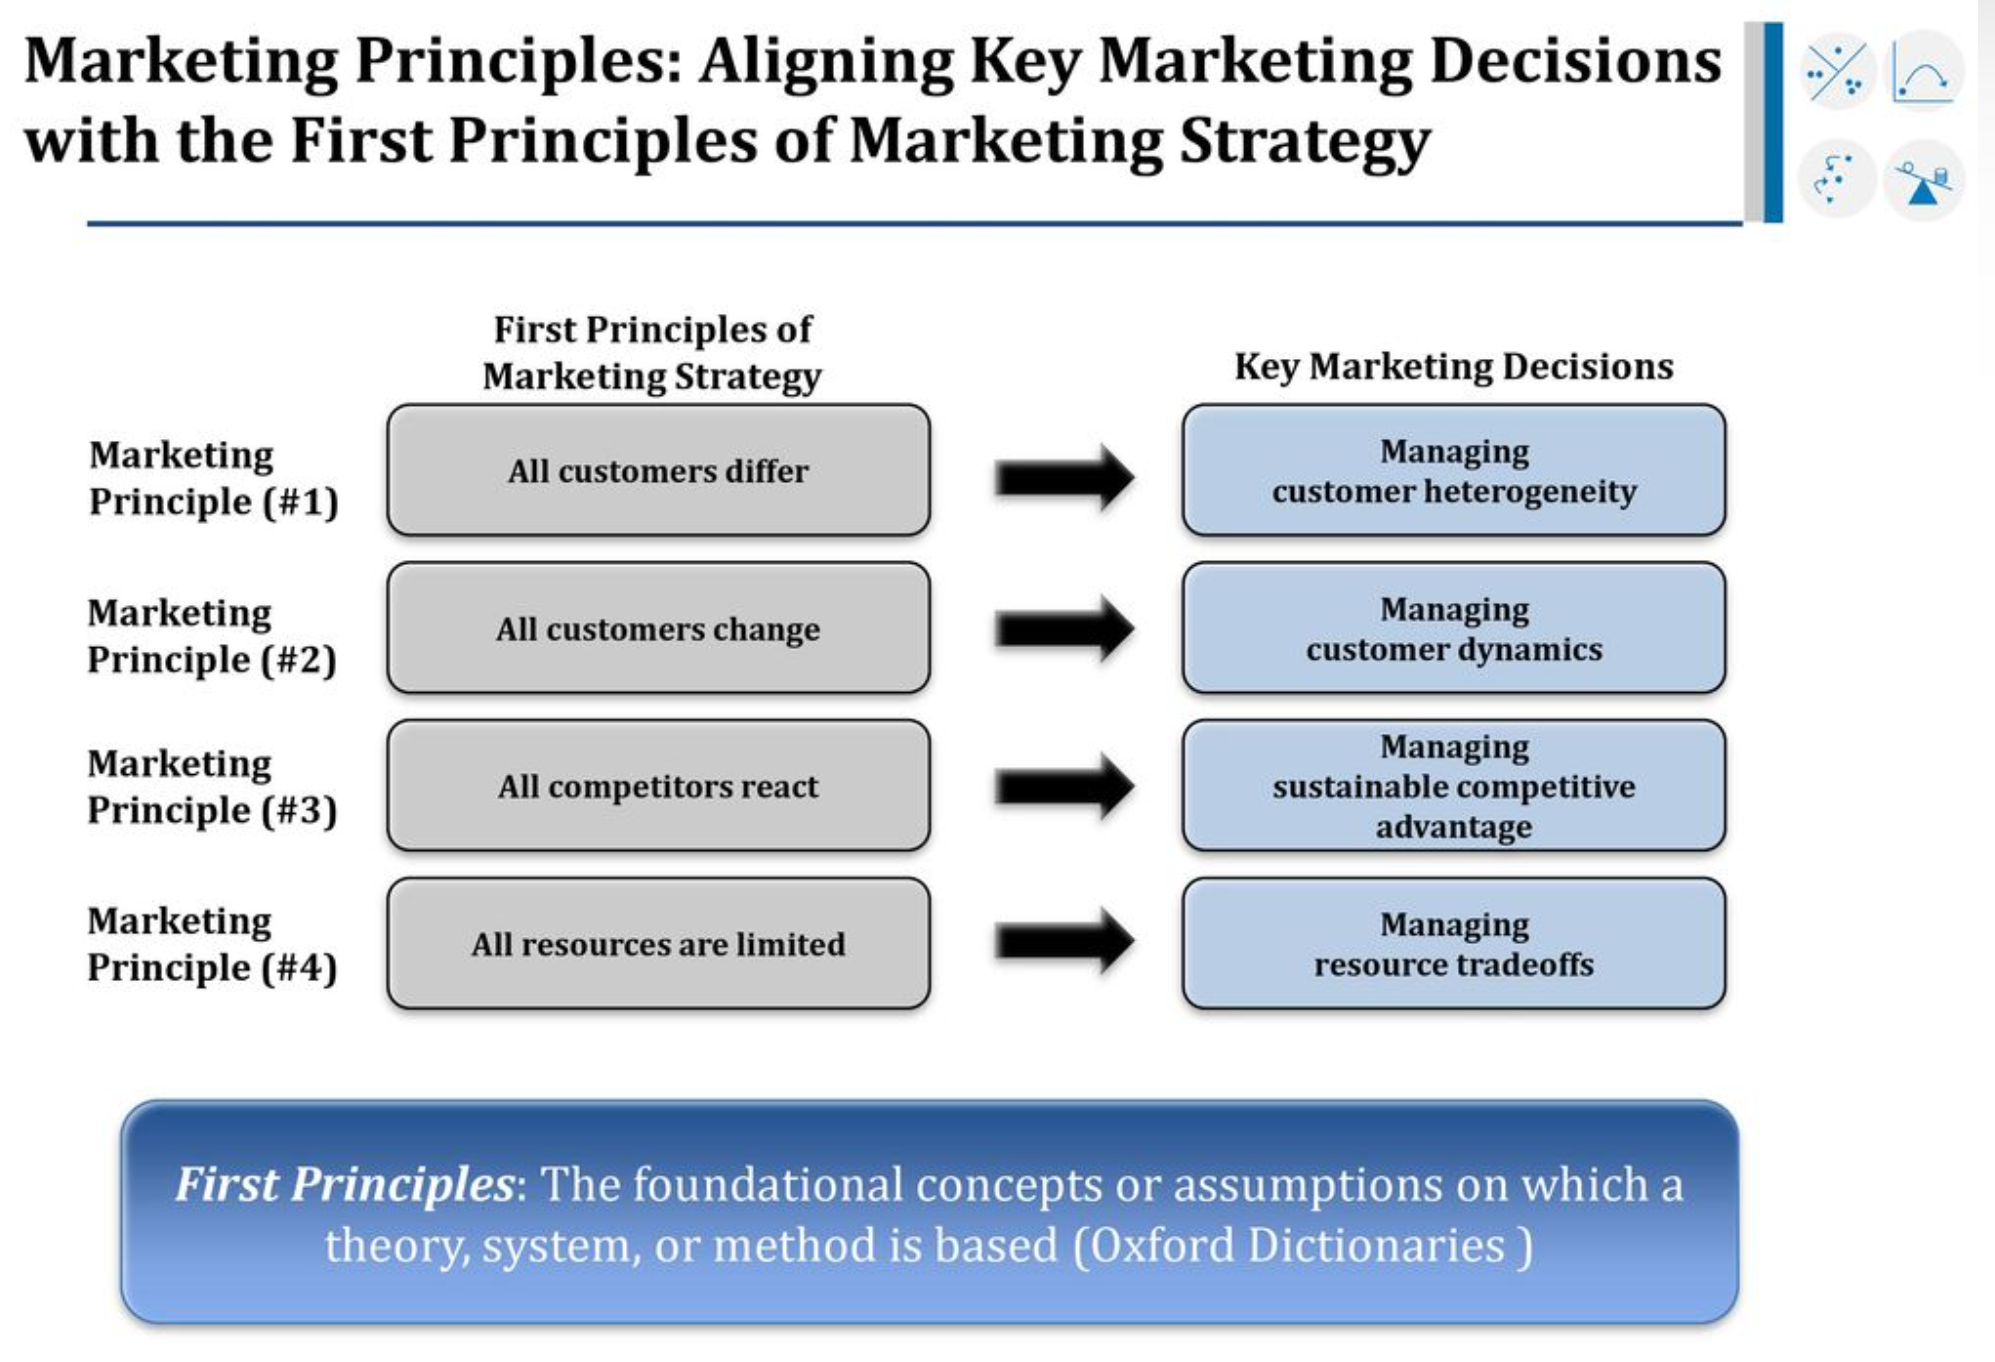 Marketing Principles: Aligning Key Marketing Decisions
with the First Principles of Marketing Strategy
First Principles of
Marketing Strategy
Key Marketing Decisions
Marketing
Principle (#1)
All customers differ
Managing
customer heterogeneity
Marketing
Principle (#2)
All customers change
Managing
customer dynamics
Marketing
Principle (#3)
All competitors react
Managing
sustainable competitive
advantage
Marketing
Principle (#4)
All resources are limited
Managing
resource tradeoffs
First Principles: The foundational concepts or assumptions on which a
theory, system, or method is based (Oxford Dictionaries )